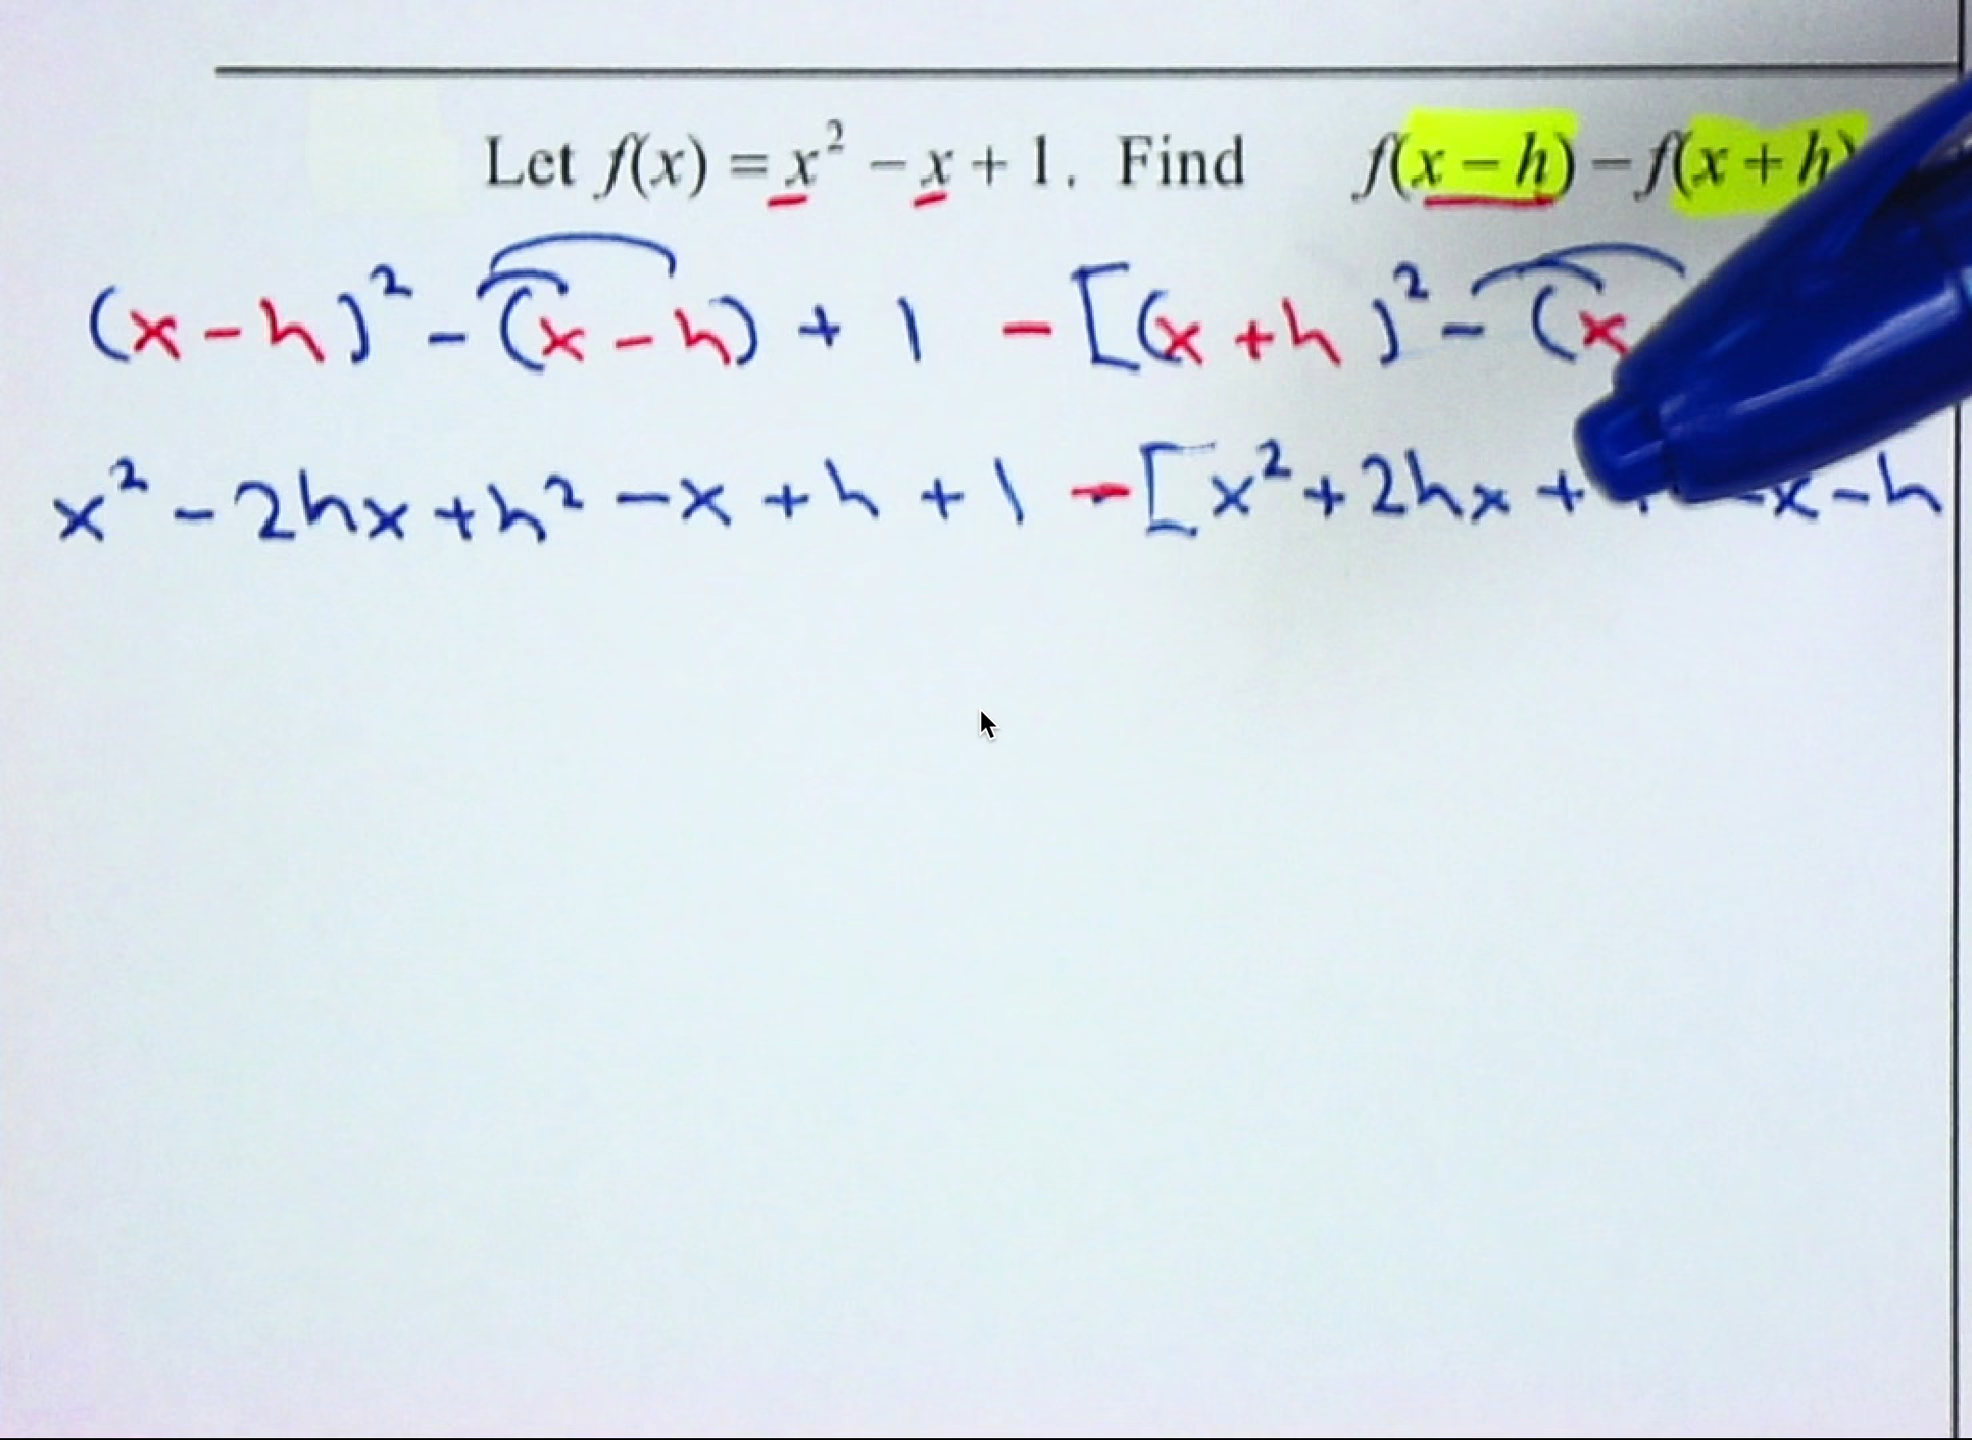 Let f(x) = x² − x + 1. Find f(x − h) − f(x + h)
(x − h)² − (x − h) + 1 − [(x + h)² − (x
x² − 2hx + h² − x + h + 1 − [x² + 2hx + − x − h